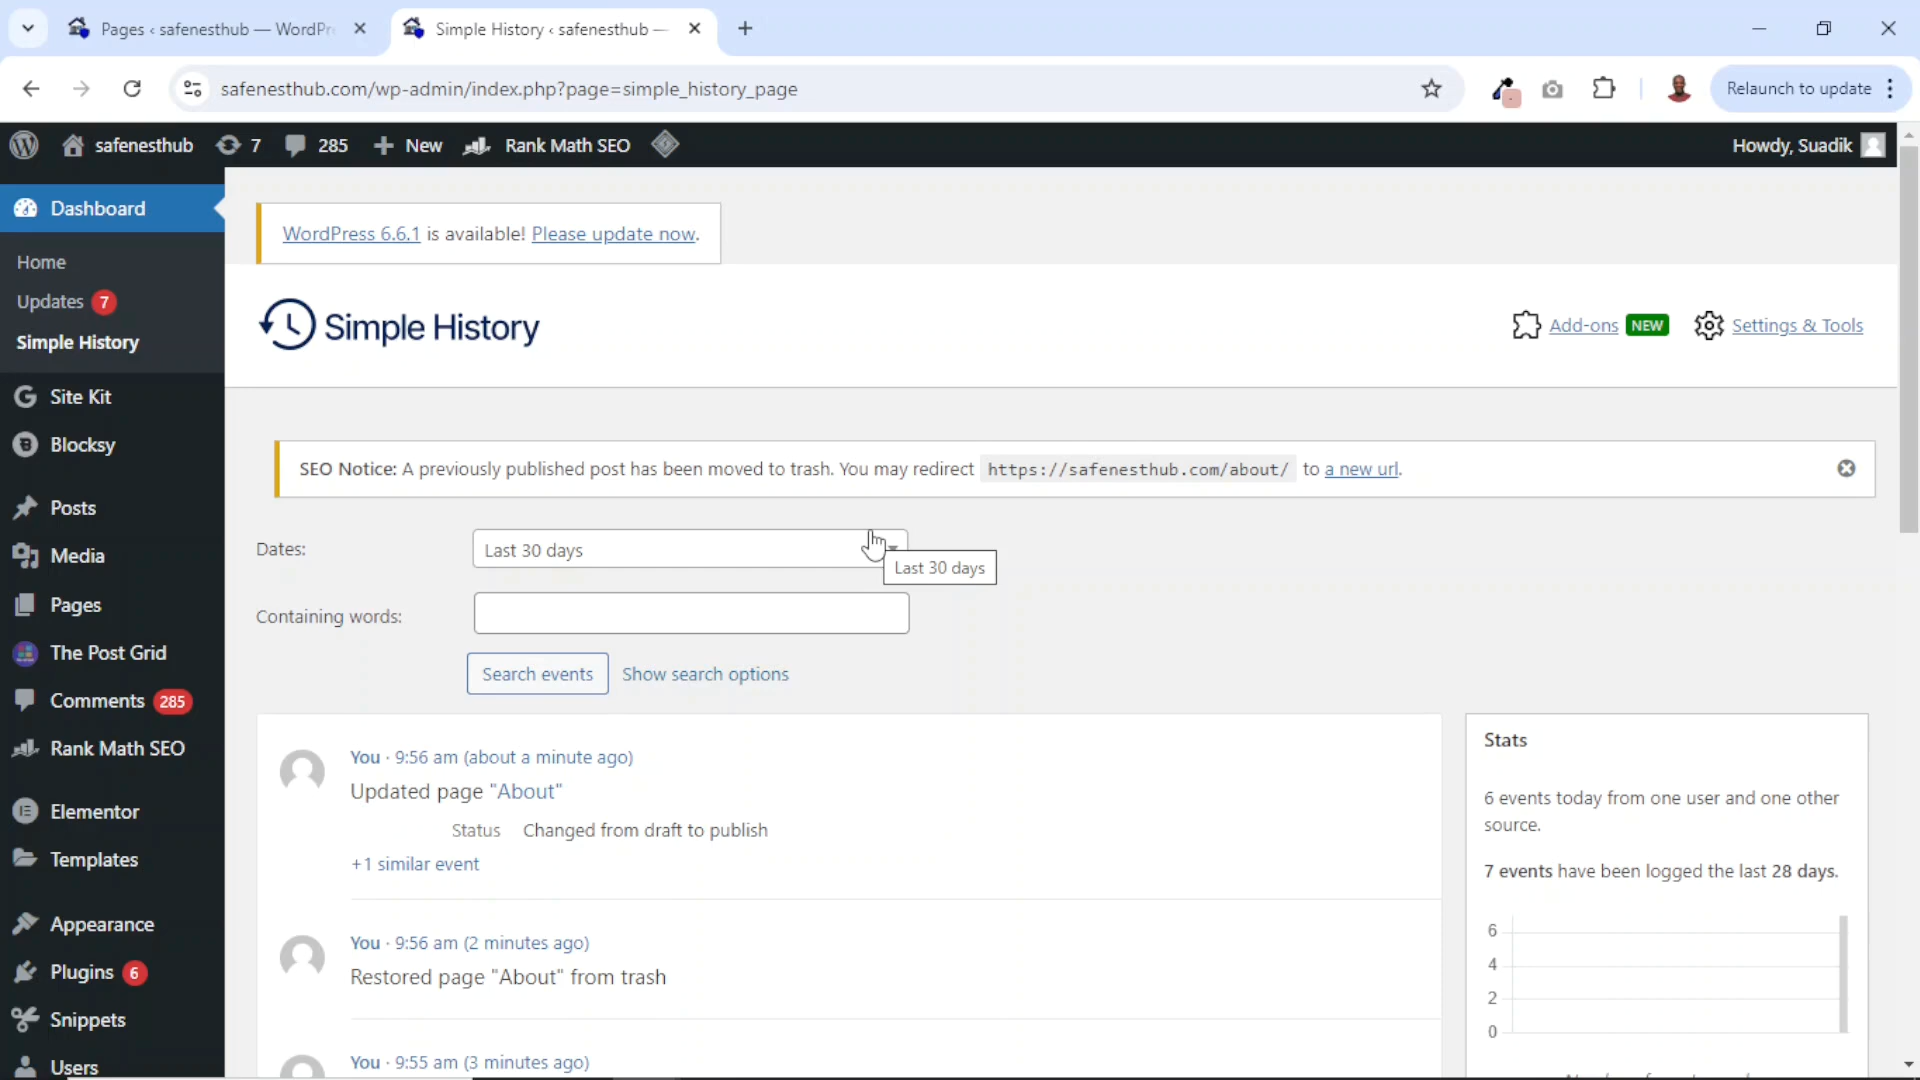 Pages ‹ safenesthub — WordPr
Simple History ‹ safenesthub —
safenesthub.com/wp-admin/index.php?page=simple_history_page
Relaunch to update
safenesthub
7
285
New
Rank Math SEO
Howdy, Suadik
Dashboard
Home
Updates 7
Simple History
Site Kit
Blocksy
Posts
Media
Pages
The Post Grid
Comments 285
Rank Math SEO
Elementor
Templates
Appearance
Plugins 6
Snippets
Users
WordPress 6.6.1 is available! Please update now.
Simple History
Add-ons NEW
Settings & Tools
SEO Notice: A previously published post has been moved to trash. You may redirect https://safenesthub.com/about/ to a new url.
Dates:
Last 30 days
Last 30 days
Containing words:
Search events
Show search options
You · 9:56 am (about a minute ago)
Updated page "About"
Status Changed from draft to publish
+1 similar event
You · 9:56 am (2 minutes ago)
Restored page "About" from trash
You · 9:55 am (3 minutes ago)
Stats
6 events today from one user and one other
source.
7 events have been logged the last 28 days.
6
4
2
0